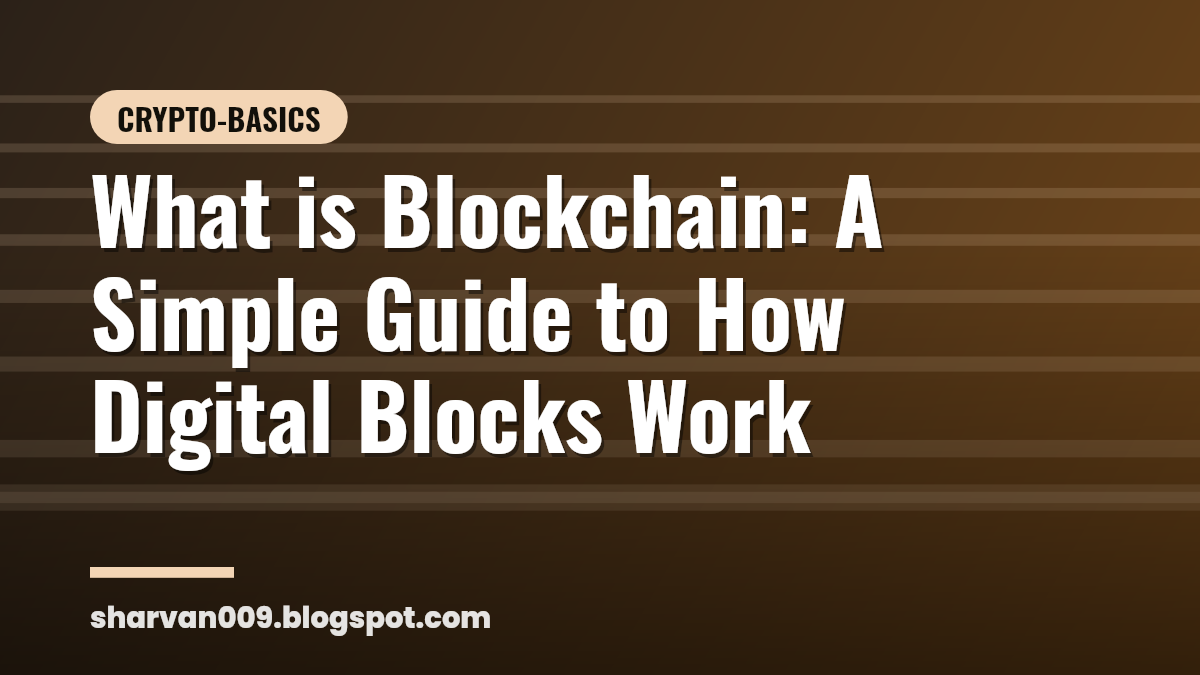 CRYPTO-BASICS
What is Blockchain: A
Simple Guide to How
Digital Blocks Work
sharvan009.blogspot.com